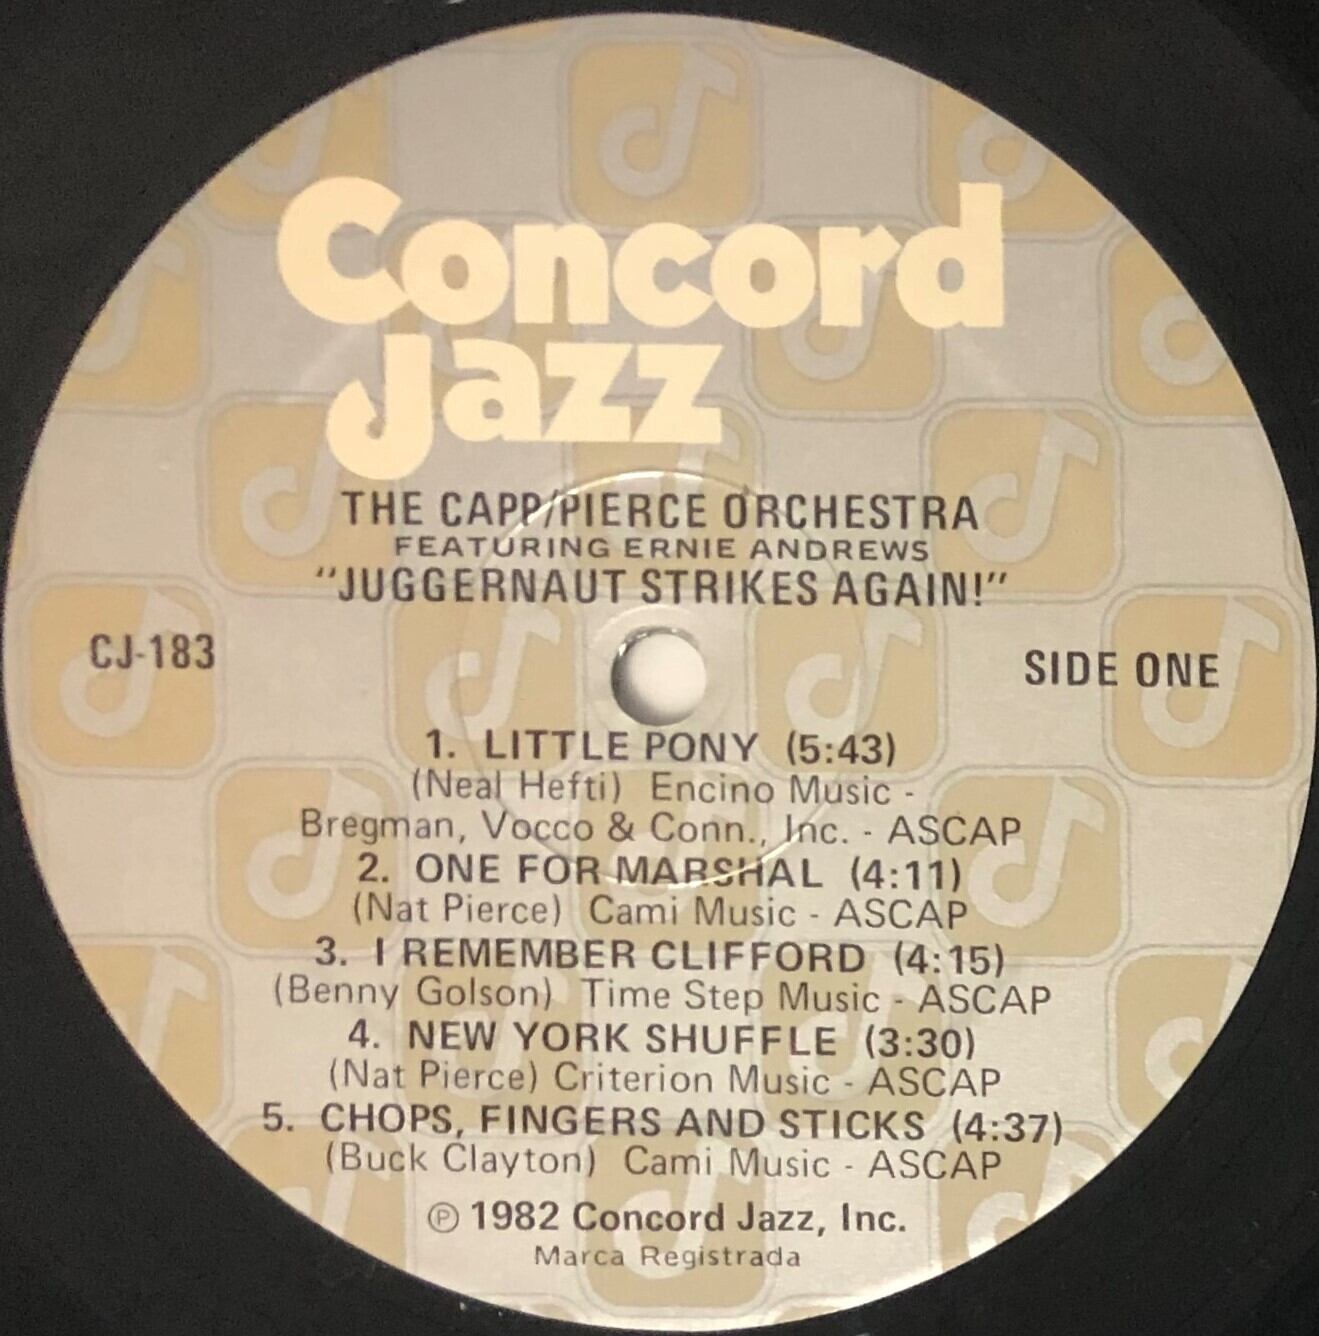 Concord
Jazz
THE CAPP/PIERCE ORCHESTRA
FEATURING ERNIE ANDREWS
"JUGGERNAUT STRIKES AGAIN!"
CJ-183
SIDE ONE
1. LITTLE PONY (5:43)
(Neal Hefti) Encino Music -
Bregman, Vocco & Conn., Inc. - ASCAP
2. ONE FOR MARSHAL (4:11)
(Nat Pierce) Cami Music - ASCAP
3. I REMEMBER CLIFFORD (4:15)
(Benny Golson) Time Step Music - ASCAP
4. NEW YORK SHUFFLE (3:30)
(Nat Pierce) Criterion Music - ASCAP
5. CHOPS, FINGERS AND STICKS (4:37)
(Buck Clayton) Cami Music - ASCAP
℗ 1982 Concord Jazz, Inc.
Marca Registrada